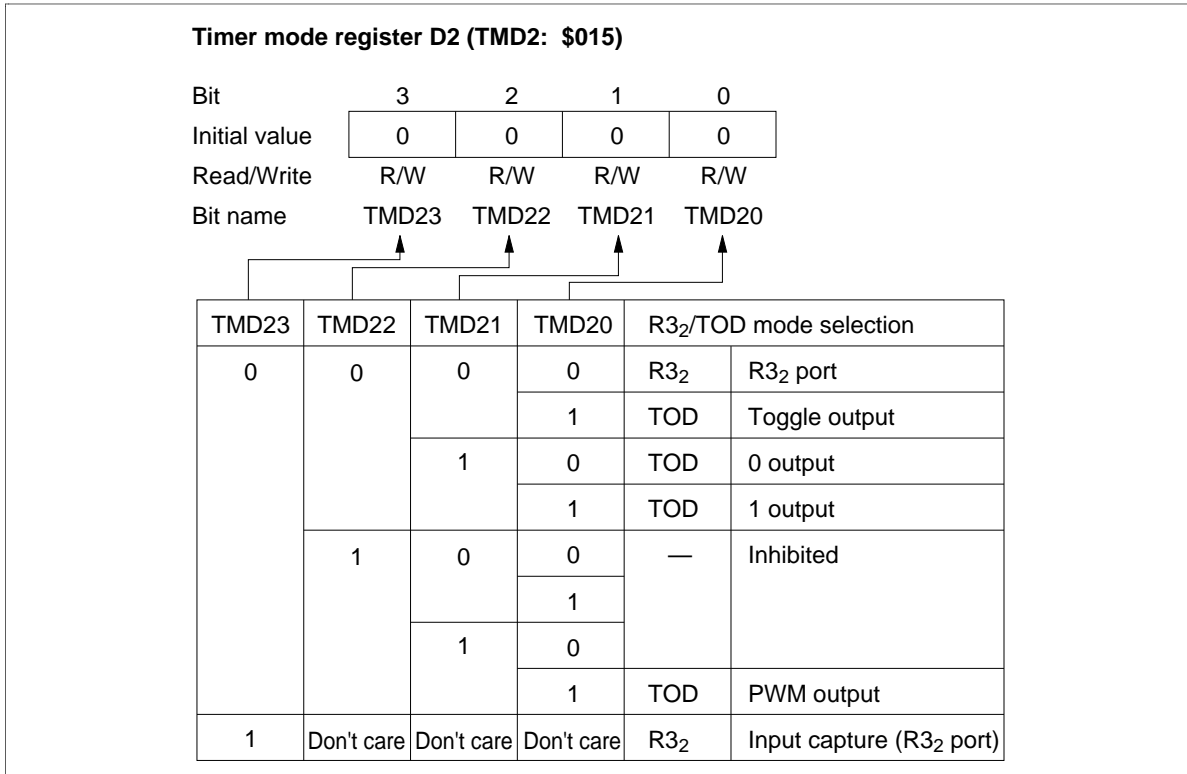 Timer mode register D2 (TMD2: $015)
Bit 3 2 1 0
Initial value 0 0 0 0
Read/Write R/W R/W R/W R/W
Bit name TMD23 TMD22 TMD21 TMD20
TMD23 TMD22 TMD21 TMD20 R3₂/TOD mode selection
0 0 0 0 R3₂ R3₂ port
1 TOD Toggle output
1 0 TOD 0 output
1 TOD 1 output
1 0 0 — Inhibited
1
1 0
1 TOD PWM output
1 Don't care Don't care Don't care R3₂ Input capture (R3₂ port)